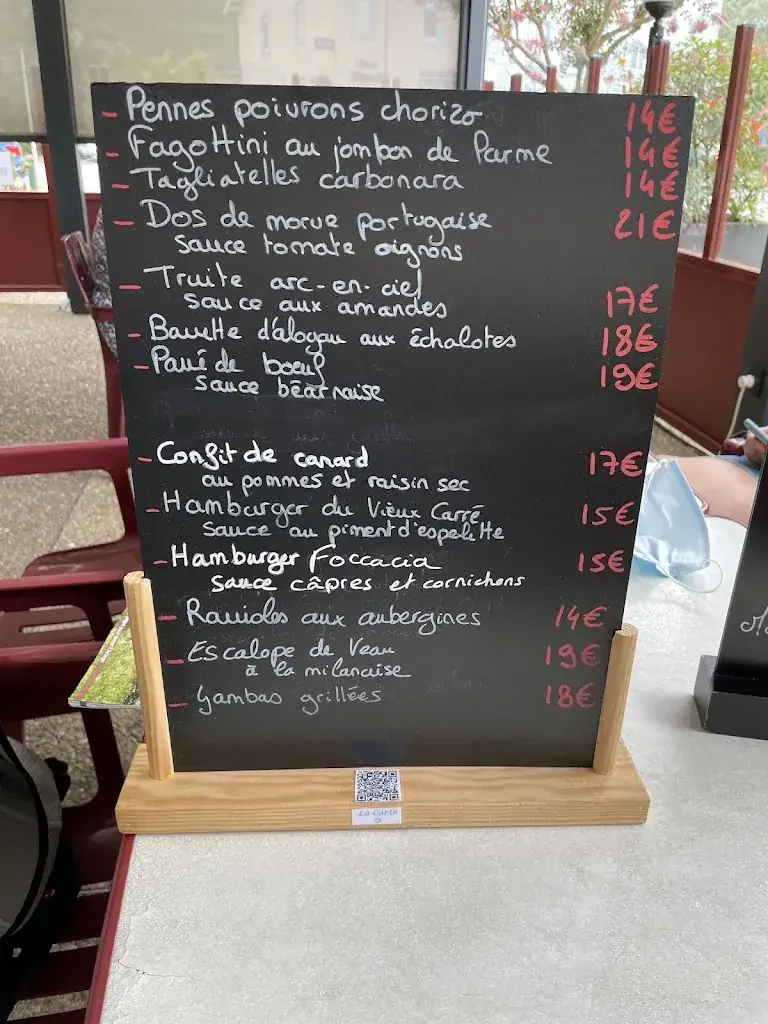 - Pennes poivrons chorizo 14€
- Fagottini au jambon de Parme 14€
- Tagliatelles carbonara 14€
- Dos de morue portugaise 21€
sauce tomate oignons
- Truite arc-en-ciel
sauce aux amandes 17€
- Bavette d'aloyau aux échalotes 18€
- Pavé de boeuf 19€
sauce béarnaise
- Confit de canard 17€
au pommes et raisin sec
- Hamburger du Vieux Carré 15€
sauce au piment d'espelette
- Hamburger Foccacia 15€
sauce câpres et cornichons
- Ravioles aux aubergines 14€
- Escalope de Veau 19€
à la milanaise
- Gambas grillées 18€
La Carte